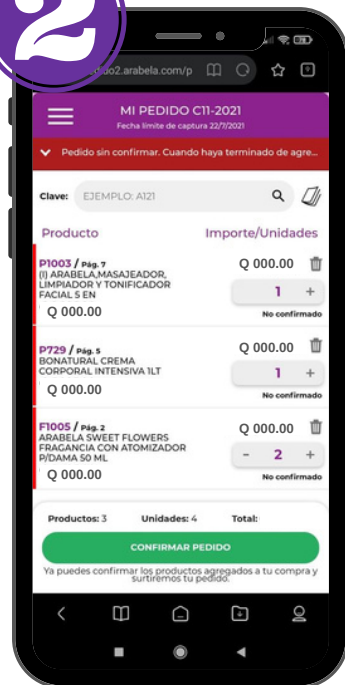 2
do2.arabela.com/p
MI PEDIDO C11-2021
Fecha límite de captura 22/7/2021
Pedido sin confirmar. Cuando haya terminado de agre...
Clave: EJEMPLO: A121
Producto Importe/Unidades
P1003 / Pág. 7
(I) ARABELA,MASAJEADOR,
LIMPIADOR Y TONIFICADOR
FACIAL 5 EN
Q 000.00
Q 000.00
1 +
No confirmado
P729 / Pág. 5
BONATURAL CREMA
CORPORAL INTENSIVA 1LT
Q 000.00
Q 000.00
1 +
No confirmado
F1005 / Pág. 2
ARABELA SWEET FLOWERS
FRAGANCIA CON ATOMIZADOR
P/DAMA 50 ML
Q 000.00
Q 000.00
- 2 +
No confirmado
Productos: 3 Unidades: 4 Total:
CONFIRMAR PEDIDO
Ya puedes confirmar los productos agregados a tu compra y
surtiremos tu pedido.